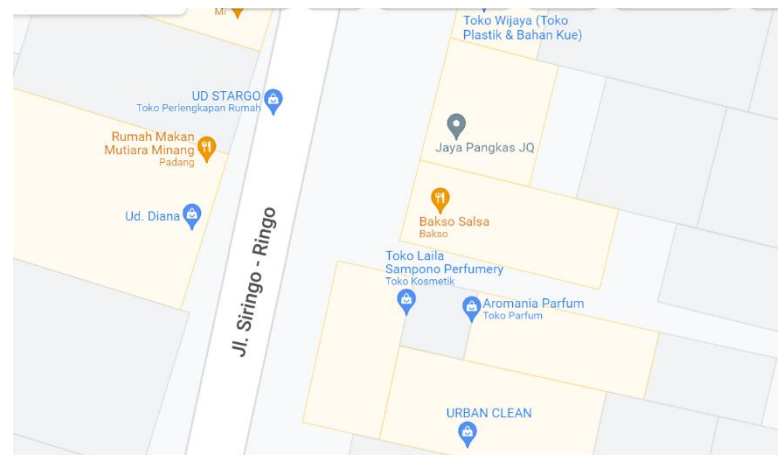 Mi
Toko Wijaya (Toko
Plastik & Bahan Kue)
UD STARGO
Toko Perlengkapan Rumah
Rumah Makan
Mutiara Minang
Padang
Jaya Pangkas JQ
Ud. Diana
Bakso Salsa
Bakso
Jl. Siringo - Ringo
Toko Laila
Sampono Perfumery
Toko Kosmetik
Aromania Parfum
Toko Parfum
URBAN CLEAN